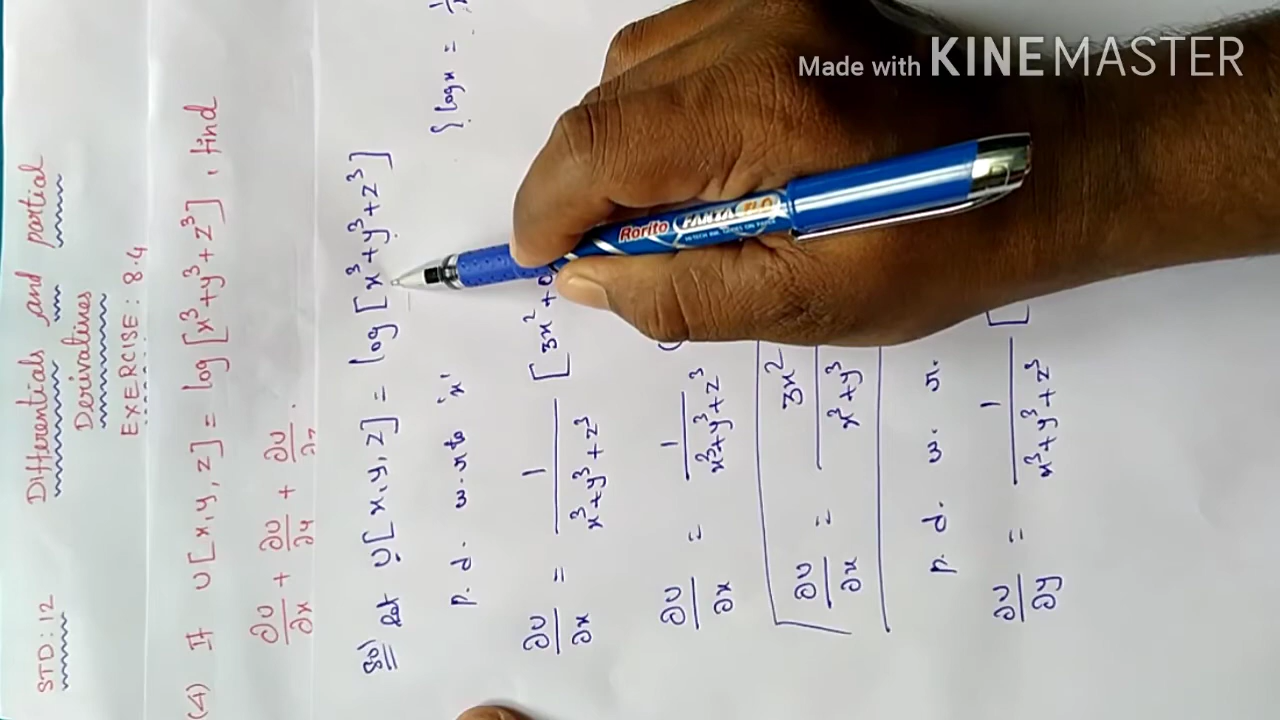 STD: 12 Differentials and partial
Derivatives
EXERCISE: 8.4
(4) If U[x,y,z] = log[x³+y³+z³], find
∂U/∂x + ∂U/∂y + ∂U/∂z.
Sol) Let U[x,y,z] = log[x³+y³+z³]
p.d. w.r.to 'x' {log x =
∂U/∂x = 1/(x³+y³+z³) [3x²+0
∂U/∂x = 1/(x³+y³+z³) (
∂U/∂x = 3x²/x³+y³
p. d. w. r.
∂U/∂y = 1/(x³+y³+z³) [
Rorito
Made with KINEMASTER